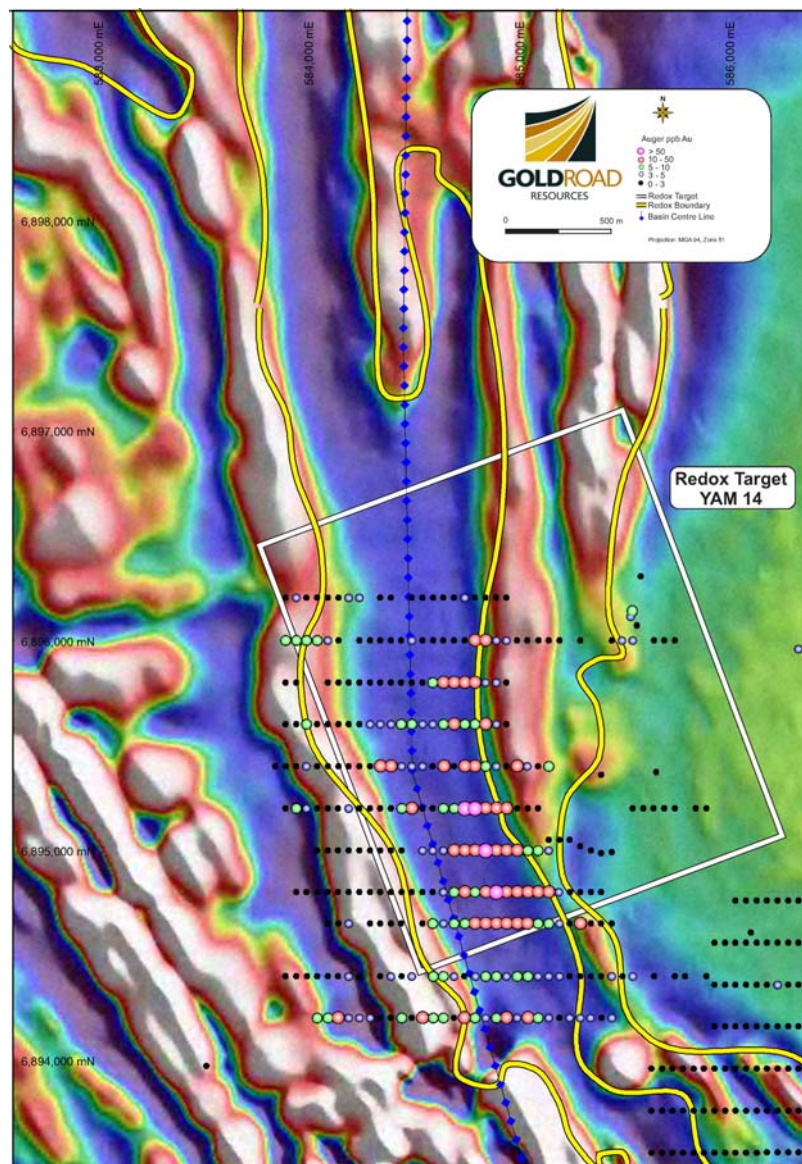 583,000 mE
584,000 mE
585,000 mE
586,000 mE
GOLDROAD
RESOURCES
0 500 m
N
Auger ppb Au
> 50
10 - 50
5 - 10
3 - 5
0 - 3
Redox Target
Redox Boundary
Basin Centre Line
Projection: MGA 94, Zone 51
6,898,000 mN
6,897,000 mN
Redox Target
YAM 14
6,896,000 mN
6,895,000 mN
6,894,000 mN